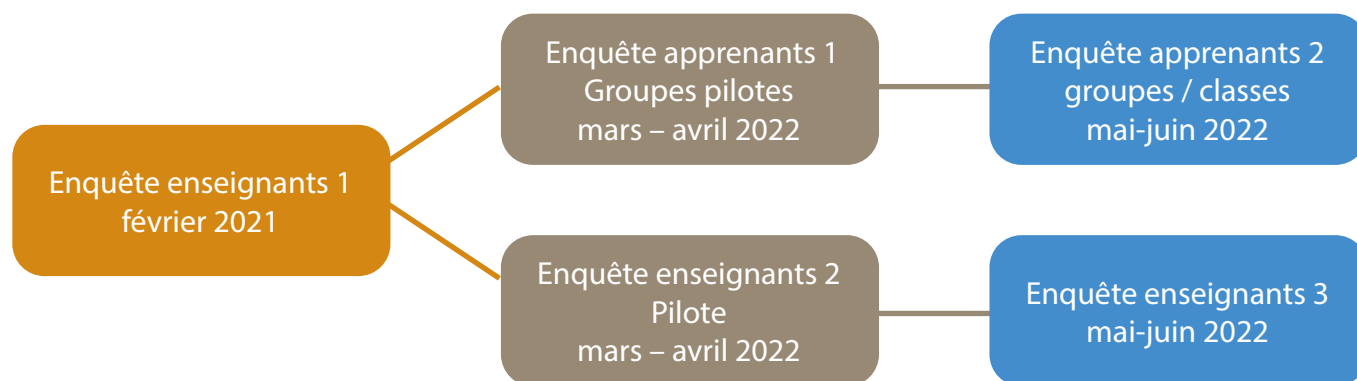 Enquête enseignants 1
février 2021
Enquête apprenants 1
Groupes pilotes
mars – avril 2022
Enquête apprenants 2
groupes / classes
mai-juin 2022
Enquête enseignants 2
Pilote
mars – avril 2022
Enquête enseignants 3
mai-juin 2022